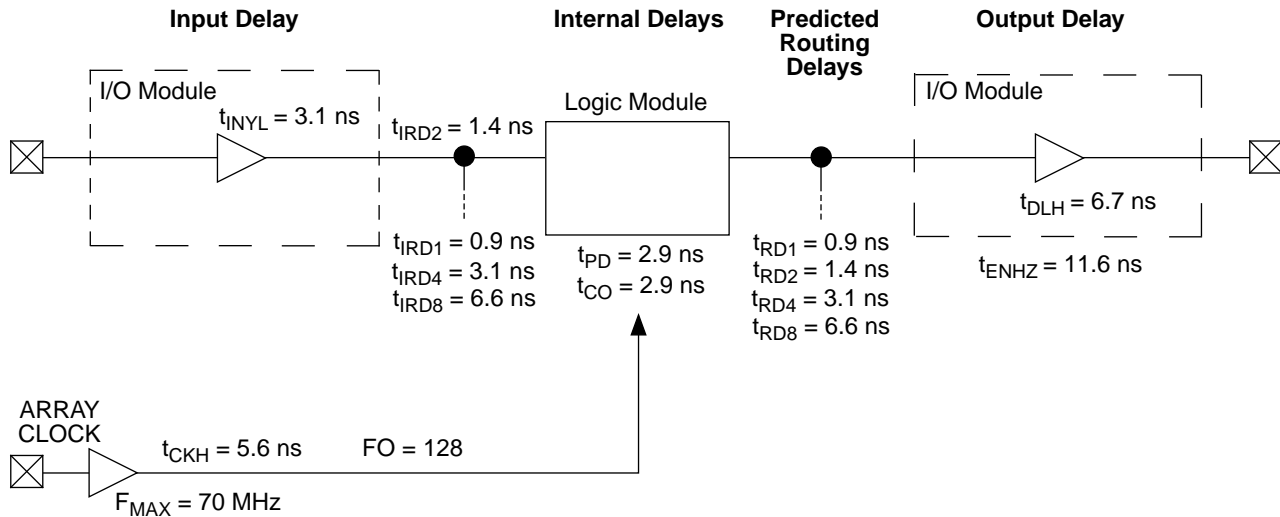 Input Delay
Internal Delays
Predicted
Routing
Delays
Output Delay
I/O Module
tINYL = 3.1 ns
tIRD2 = 1.4 ns
Logic Module
I/O Module
tDLH = 6.7 ns
tIRD1 = 0.9 ns
tIRD4 = 3.1 ns
tIRD8 = 6.6 ns
tPD = 2.9 ns
tCO = 2.9 ns
tRD1 = 0.9 ns
tRD2 = 1.4 ns
tRD4 = 3.1 ns
tRD8 = 6.6 ns
tENHZ = 11.6 ns
ARRAY
CLOCK
tCKH = 5.6 ns
FO = 128
FMAX = 70 MHz